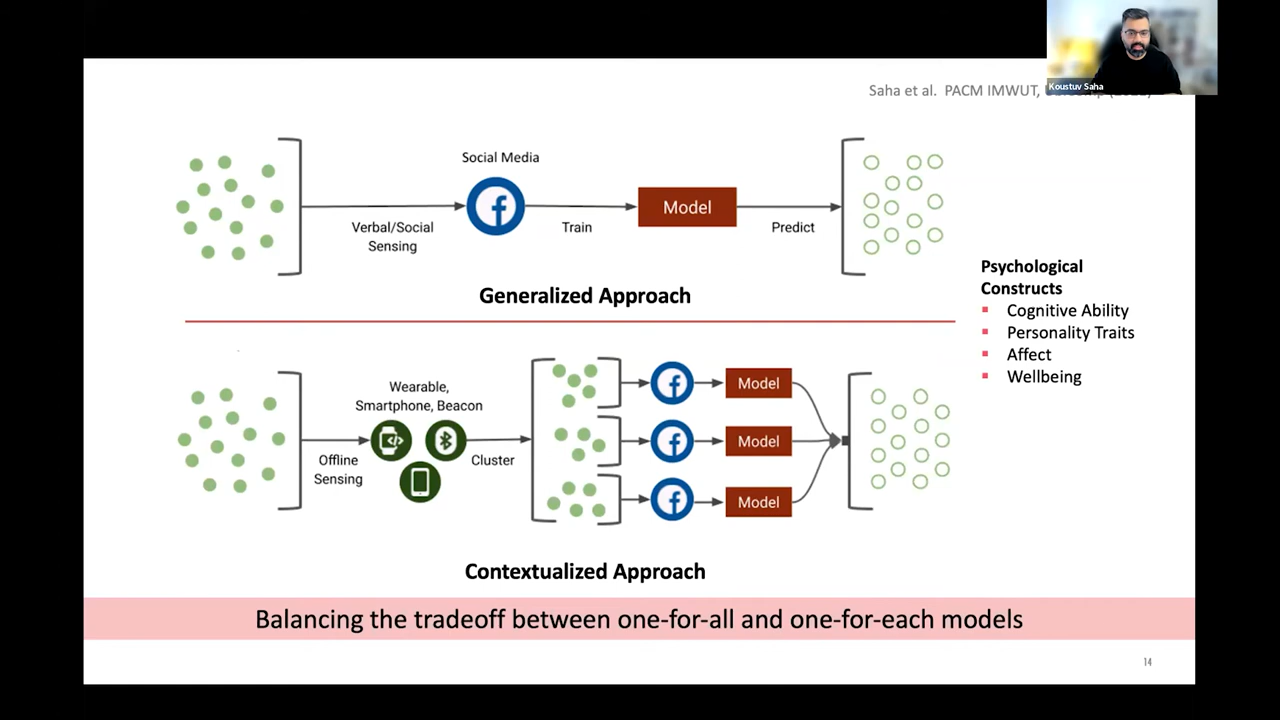 Koustuv Saha
Saha et al. PACM IMWUT,
Social Media
Verbal/Social
Sensing
Train
Model
Predict
Generalized Approach
Psychological
Constructs
Cognitive Ability
Personality Traits
Affect
Wellbeing
Wearable,
Smartphone, Beacon
Offline
Sensing
Cluster
Model
Model
Model
Contextualized Approach
Balancing the tradeoff between one-for-all and one-for-each models
14